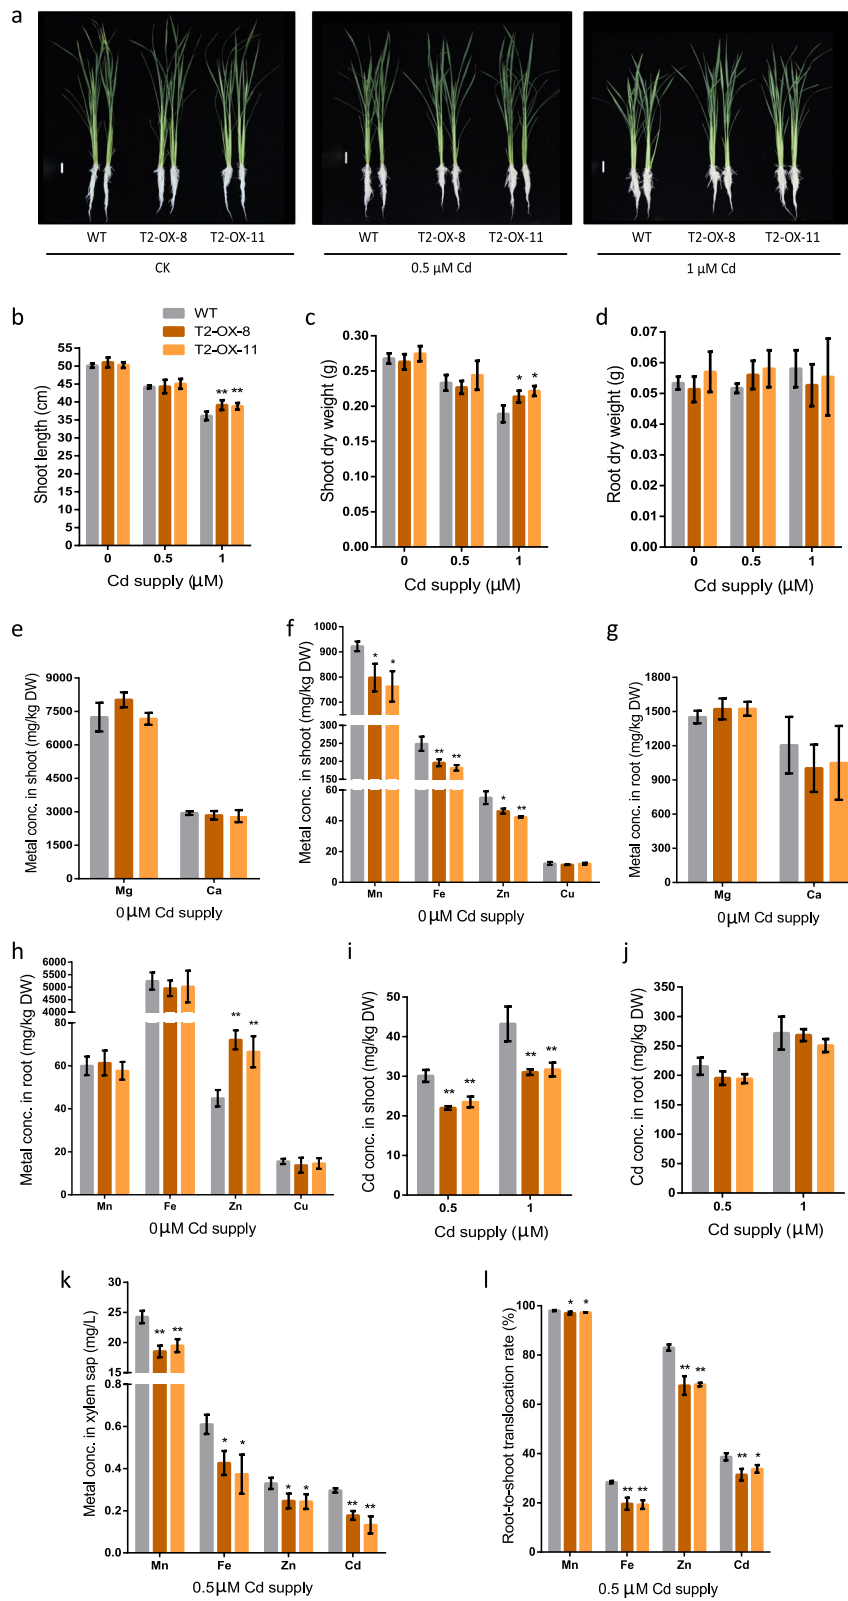 a
WT T2-OX-8 T2-OX-11 WT T2-OX-8 T2-OX-11 WT T2-OX-8 T2-OX-11
CK 0.5 μM Cd 1 μM Cd
b
WT
T2-OX-8
T2-OX-11
Shoot length (cm)
55
50
45
40
35
30
25
20
15
10
5
0
** **
0 0.5 1
Cd supply (μM)
c
Shoot dry weight (g)
0.30
0.25
0.20
0.15
0.10
0.05
0.00
* *
0 0.5 1
Cd supply (μM)
d
Root dry weight (g)
0.07
0.06
0.05
0.04
0.03
0.02
0.01
0.00
0 0.5 1
Cd supply (μM)
e
Metal conc. in shoot (mg/kg DW)
9000
7500
6000
4500
3000
1500
0
Mg Ca
0μM Cd supply
f
Metal conc. in shoot (mg/kg DW)
1000
900
800
700
300
250
200
150
60
40
20
0
* *
** **
* **
Mn Fe Zn Cu
0μM Cd supply
g
Metal conc. in root (mg/kg DW)
1800
1500
1200
900
600
300
0
Mg Ca
0μM Cd supply
h
Metal conc. in root (mg/kg DW)
10000
9000
8000
7000
6000
5000
4000
80
60
40
20
0
** **
Mn Fe Zn Cu
0μM Cd supply
i
Cd conc. in shoot (mg/kg DW)
50
40
30
20
10
0
** **
** **
0.5 1
Cd supply (μM)
j
Cd conc. in root (mg/kg DW)
350
300
250
200
150
100
50
0
0.5 1
Cd supply (μM)
k
Metal conc. in xylem sap (mg/L)
30
25
20
15
0.8
0.6
0.4
0.2
0.0
** **
* *
* *
** **
Mn Fe Zn Cd
0.5μM Cd supply
l
Root-to-shoot translocation rate (%)
100
80
60
40
20
0
* *
** **
** **
** *
Mn Fe Zn Cd
0.5 μM Cd supply